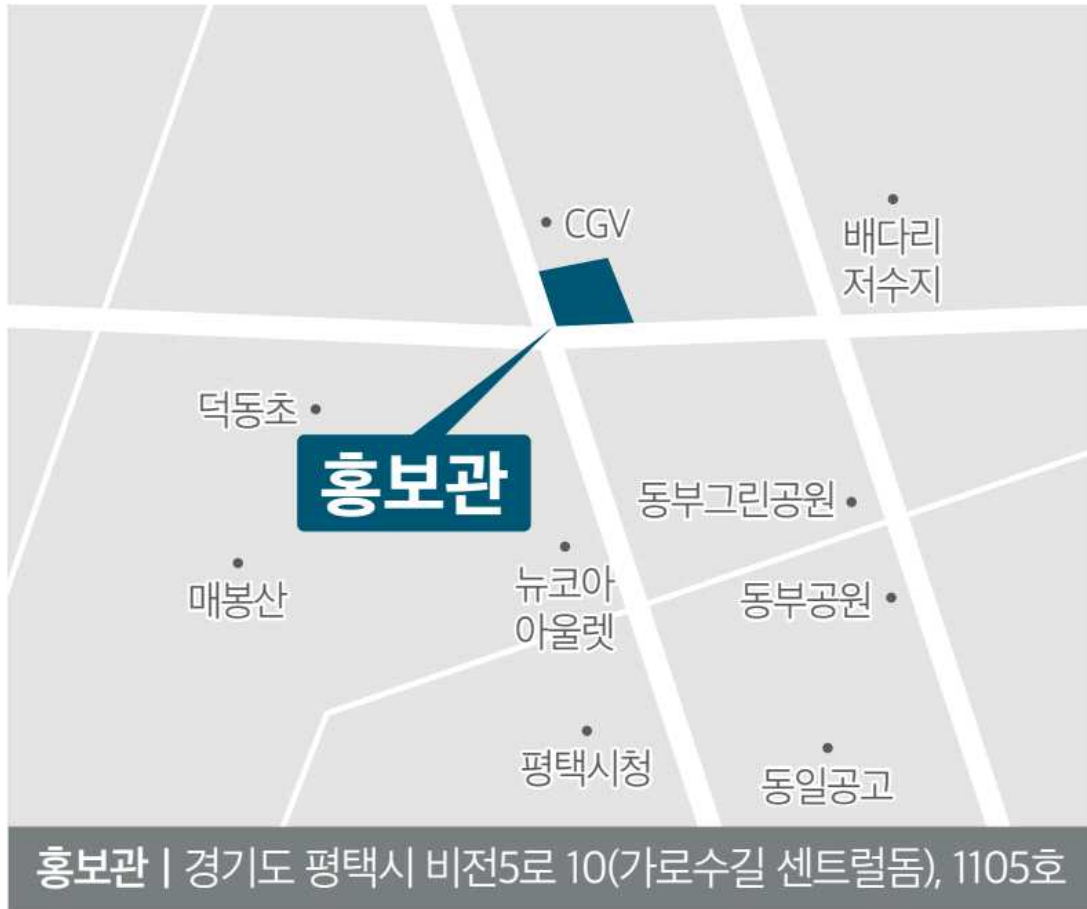 CGV
배다리
저수지
덕동초
홍보관
동부그린공원
매봉산
뉴코아
아울렛
동부공원
평택시청
동일공고
홍보관 | 경기도 평택시 비전5로 10(가로수길 센트럴돔), 1105호